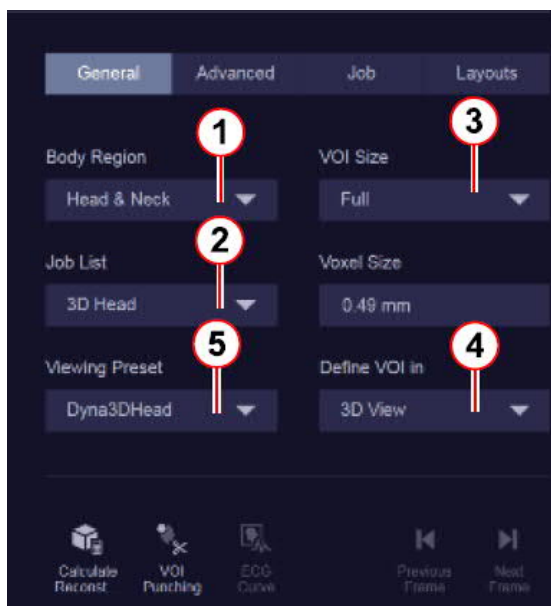 General Advanced Job Layouts
1 3
Body Region VOI Size
Head & Neck Full
2
Job List Voxel Size
3D Head 0.49 mm
5 4
Viewing Preset Define VOI in
Dyna3DHead 3D View
Calculate VOI ECG Previous Next
Reconst. Punching Curve Frame Frame